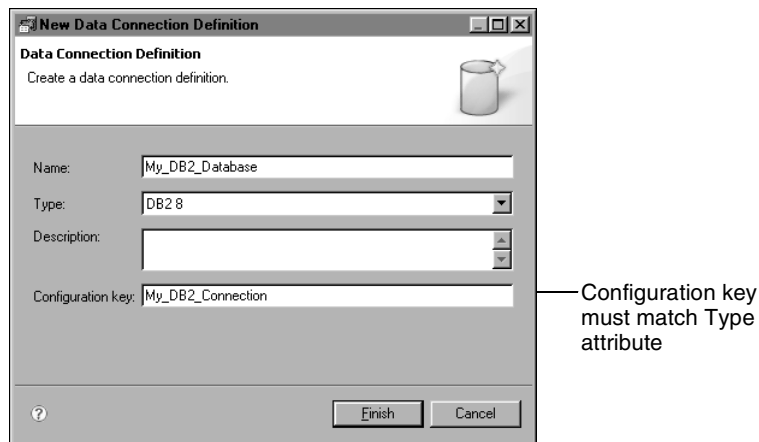 New Data Connection Definition
Data Connection Definition
Create a data connection definition.
Name: My_DB2_Database
Type: DB2 8
Description:
Configuration key: My_DB2_Connection
Configuration key
must match Type
attribute
?
Finish Cancel